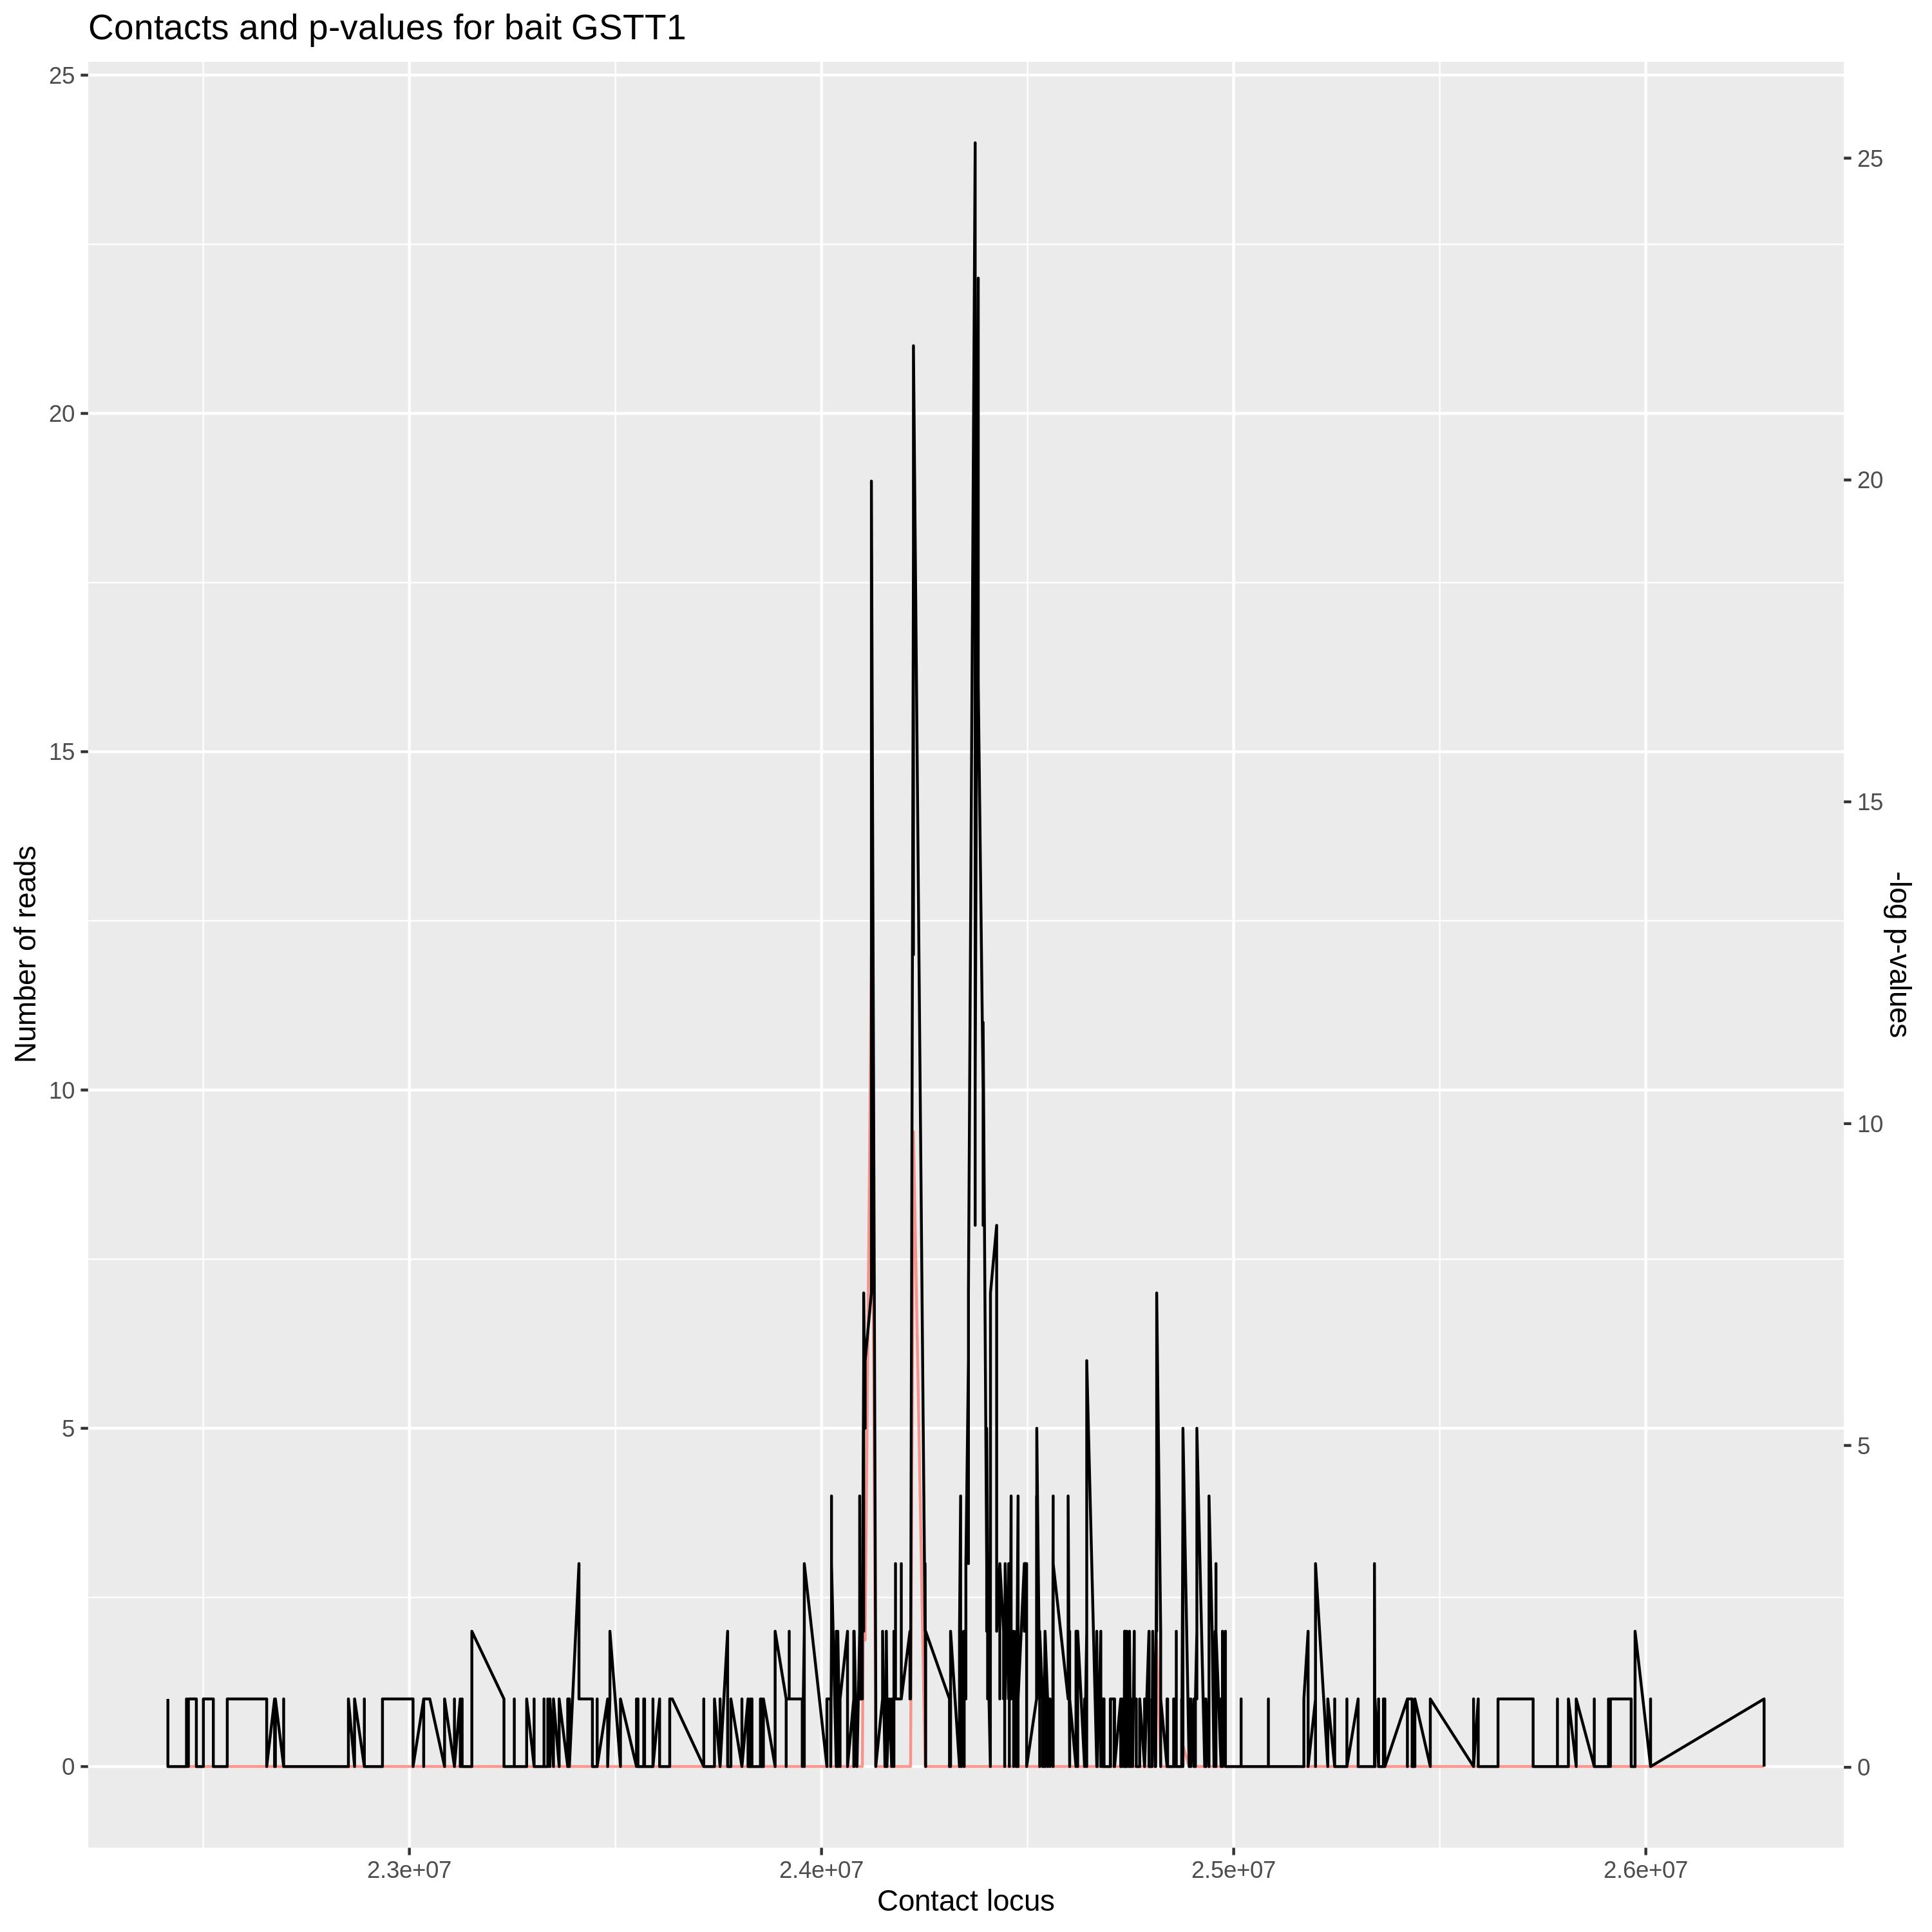 Contacts and p-values for bait GSTT1
25
20
15
10
5
0
Number of reads
25
20
15
10
5
0
-log p-values
2.3e+07 2.4e+07 2.5e+07 2.6e+07
Contact locus